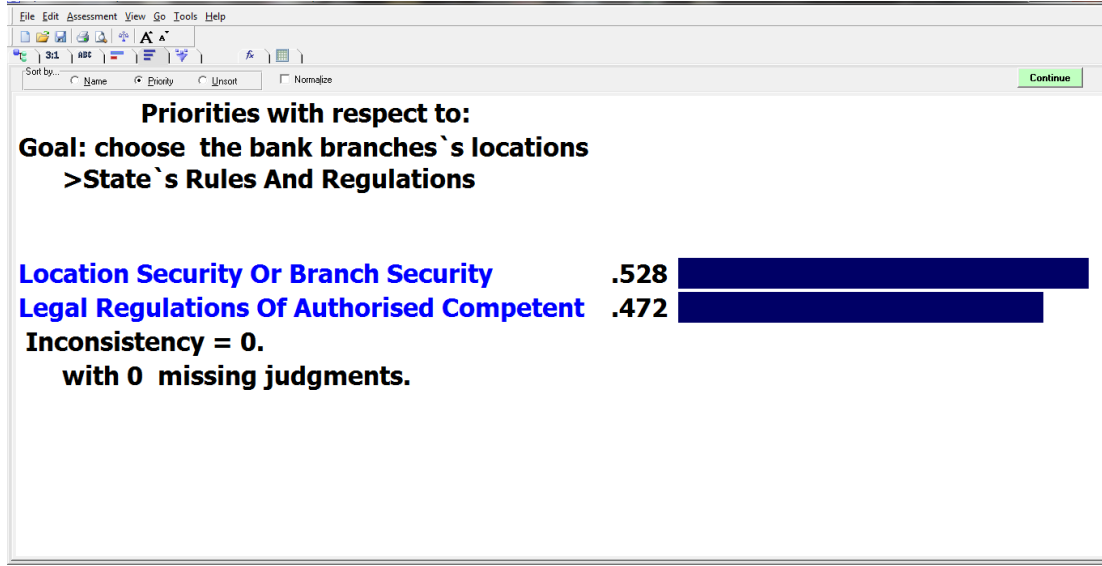 File Edit Assessment View Go Tools Help
A A
3:1 ABC fx
Sort by... Name Priority Unsort Normalize Continue
Priorities with respect to:
Goal: choose the bank branches`s locations
>State`s Rules And Regulations
Location Security Or Branch Security .528
Legal Regulations Of Authorised Competent .472
Inconsistency = 0.
with 0 missing judgments.